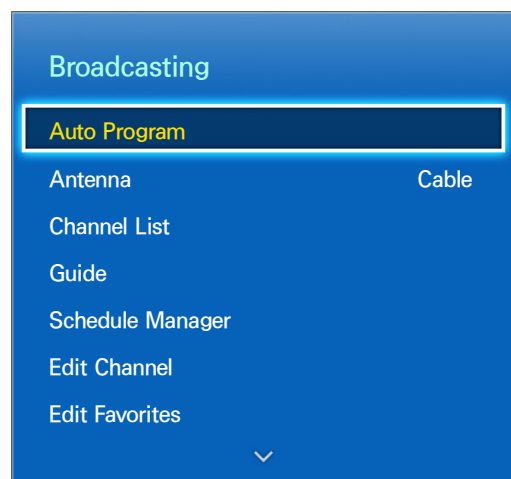 Broadcasting
Auto Program
Antenna Cable
Channel List
Guide
Schedule Manager
Edit Channel
Edit Favorites